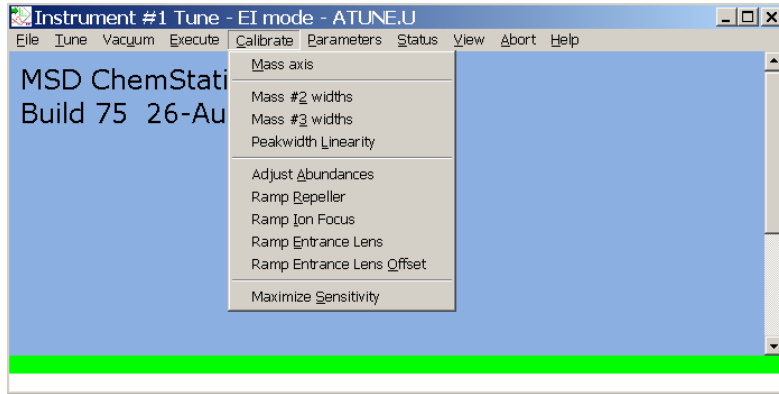 Instrument #1 Tune - EI mode - ATUNE.U
File Tune Vacuum Execute Calibrate Parameters Status View Abort Help
MSD ChemStati
Build 75 26-Au
Mass axis
Mass #2 widths
Mass #3 widths
Peakwidth Linearity
Adjust Abundances
Ramp Repeller
Ramp Ion Focus
Ramp Entrance Lens
Ramp Entrance Lens Offset
Maximize Sensitivity